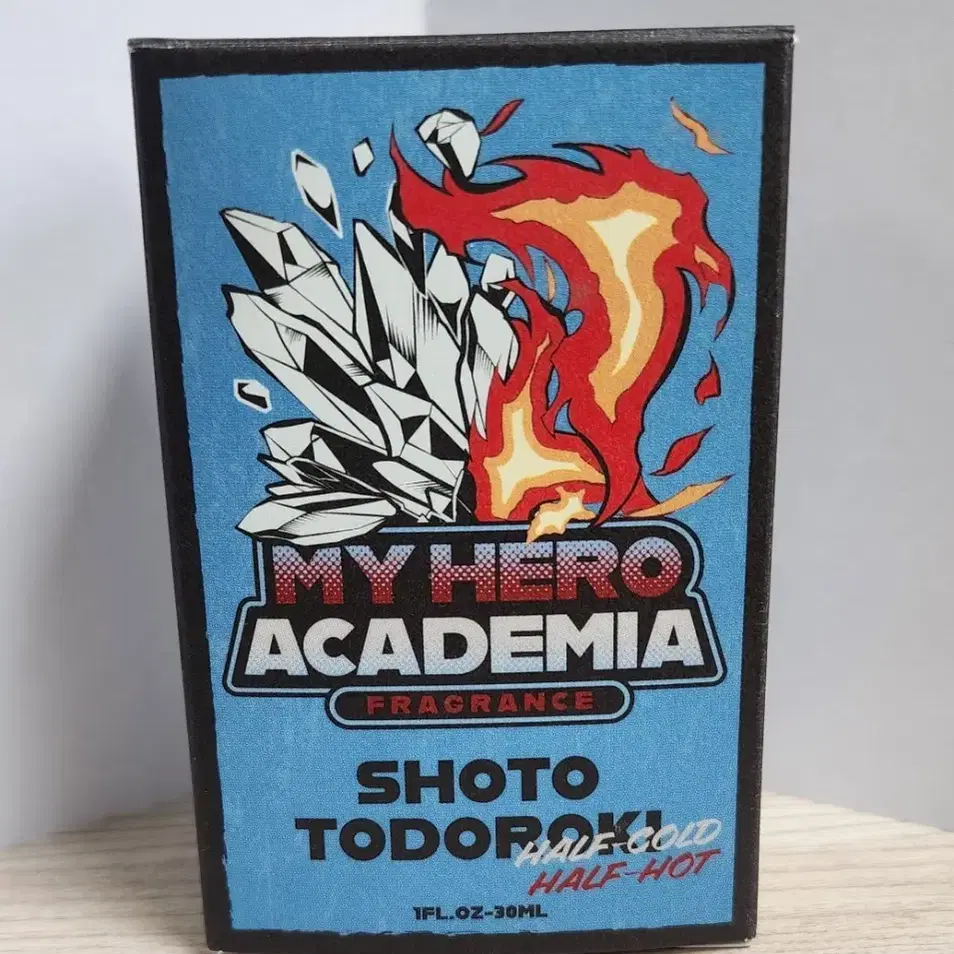 MY HERO
ACADEMIA
FRAGRANCE
SHOTO
TODOROKI
HALF-COLD
HALF-HOT
1FL.OZ-30ML